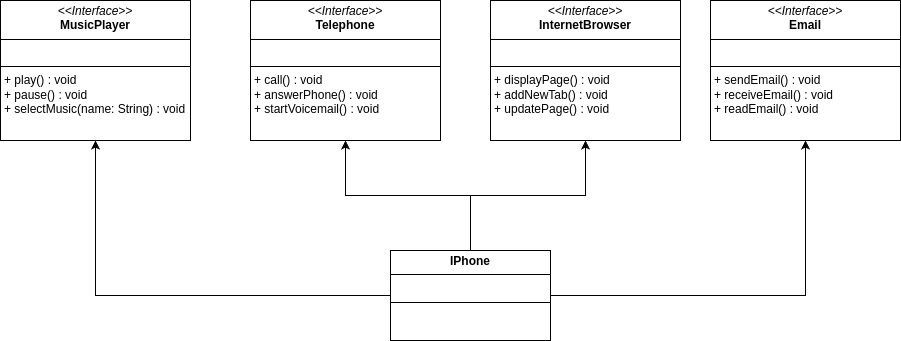 <<Interface>>
MusicPlayer
+ play() : void
+ pause() : void
+ selectMusic(name: String) : void
<<Interface>>
Telephone
+ call() : void
+ answerPhone() : void
+ startVoicemail() : void
<<Interface>>
InternetBrowser
+ displayPage() : void
+ addNewTab() : void
+ updatePage() : void
<<Interface>>
Email
+ sendEmail() : void
+ receiveEmail() : void
+ readEmail() : void
IPhone